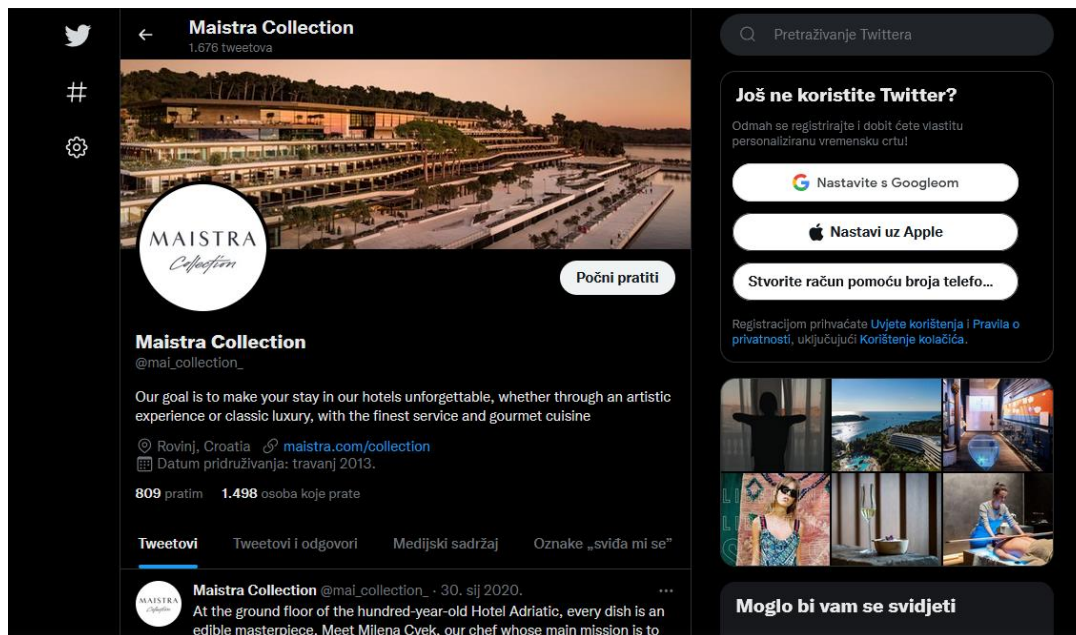 Maistra Collection
1.676 tweetova
Pretraživanje Twittera
MAISTRA
Collection
Počni pratiti
Maistra Collection
@mai_collection_
Our goal is to make your stay in our hotels unforgettable, whether through an artistic
experience or classic luxury, with the finest service and gourmet cuisine
Rovinj, Croatia maistra.com/collection
Datum pridruživanja: travanj 2013.
809 pratim 1.498 osoba koje prate
Tweetovi Tweetovi i odgovori Medijski sadržaj Oznake „sviđa mi se”
MAISTRA
Collection
Maistra Collection @mai_collection_ · 30. sij 2020.
At the ground floor of the hundred-year-old Hotel Adriatic, every dish is an
edible masterpiece. Meet Milena Cvek, our chef whose main mission is to
Još ne koristite Twitter?
Odmah se registrirajte i dobit ćete vlastitu
personaliziranu vremensku crtu!
Nastavite s Googleom
Nastavi uz Apple
Stvorite račun pomoću broja telefo...
Registracijom prihvaćate Uvjete korištenja i Pravila o
privatnosti, uključujući Korištenje kolačića.
Moglo bi vam se svidjeti